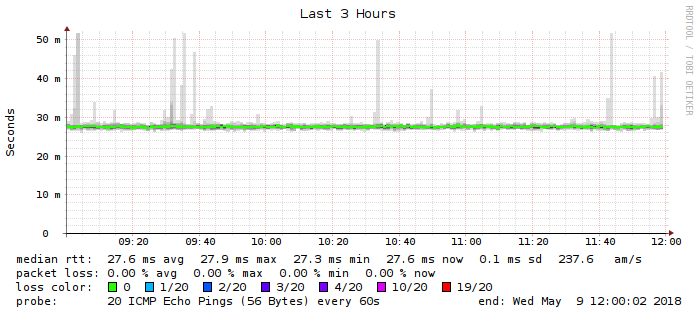 Last 3 Hours
RRDTOOL / TOBI OETIKER
Seconds
50 m
40 m
30 m
20 m
10 m
0
09:20 09:40 10:00 10:20 10:40 11:00 11:20 11:40 12:00
median rtt: 27.6 ms avg 27.9 ms max 27.3 ms min 27.6 ms now 0.1 ms sd 237.6 am/s
packet loss: 0.00 % avg 0.00 % max 0.00 % min 0.00 % now
loss color: 0 1/20 2/20 3/20 4/20 10/20 19/20
probe: 20 ICMP Echo Pings (56 Bytes) every 60s end: Wed May 9 12:00:02 2018